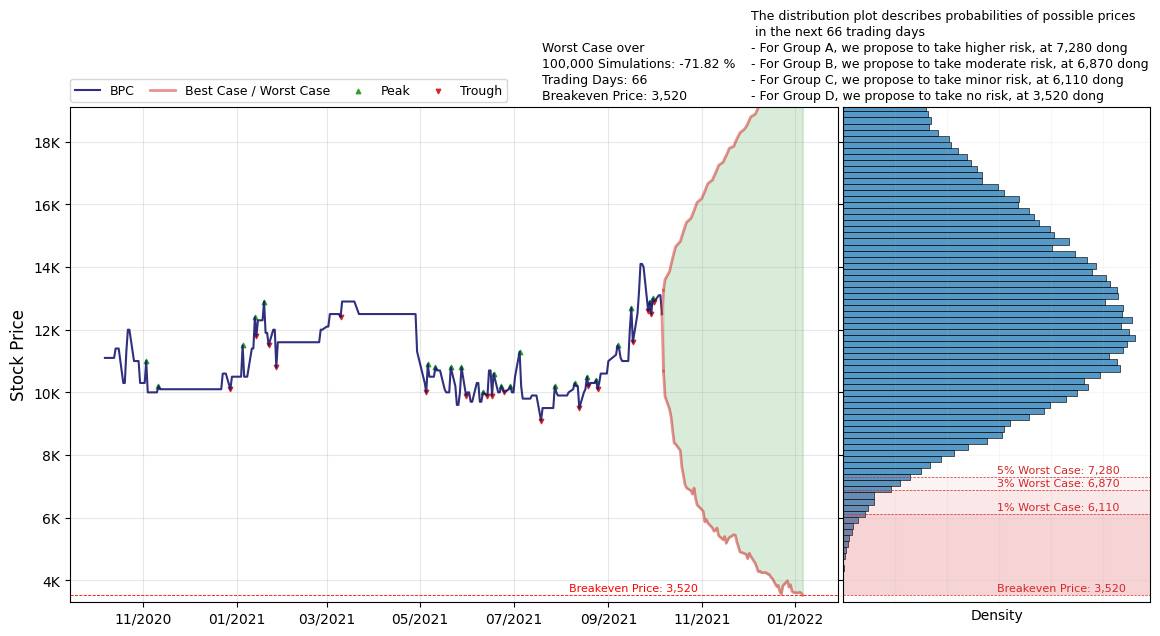 The distribution plot describes probabilities of possible prices
in the next 66 trading days
- For Group A, we propose to take higher risk, at 7,280 dong
- For Group B, we propose to take moderate risk, at 6,870 dong
- For Group C, we propose to take minor risk, at 6,110 dong
- For Group D, we propose to take no risk, at 3,520 dong
Worst Case over
100,000 Simulations: -71.82 %
Trading Days: 66
Breakeven Price: 3,520
BPC
Best Case / Worst Case
Peak
Trough
Stock Price
18K
16K
14K
12K
10K
8K
6K
4K
Breakeven Price: 3,520
11/2020
01/2021
03/2021
05/2021
07/2021
09/2021
11/2021
01/2022
5% Worst Case: 7,280
3% Worst Case: 6,870
1% Worst Case: 6,110
Breakeven Price: 3,520
Density